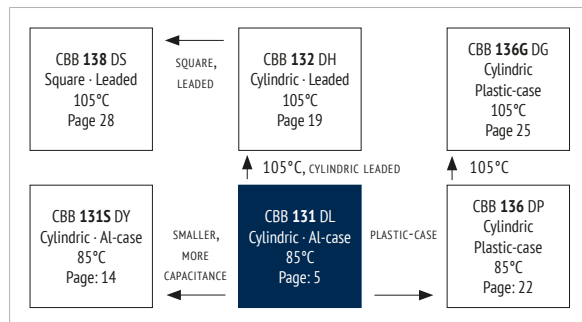 CBB 138 DS
Square · Leaded
105°C
Page 28
SQUARE,
LEADED
CBB 132 DH
Cylindric · Leaded
105°C
Page 19
CBB 136G DG
Cylindric
Plastic-case
105°C
Page 25
105°C, CYLINDRIC LEADED
105°C
CBB 131S DY
Cylindric · Al-case
85°C
Page: 14
SMALLER,
MORE
CAPACITANCE
CBB 131 DL
Cylindric · Al-case
85°C
Page: 5
PLASTIC-CASE
CBB 136 DP
Cylindric
Plastic-case
85°C
Page: 22